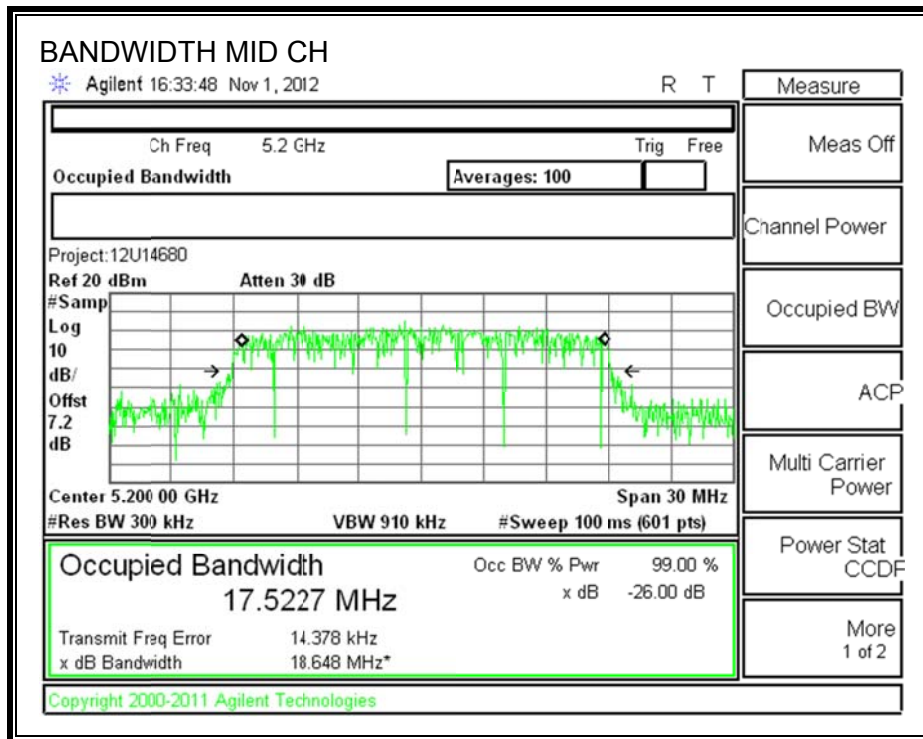 BANDWIDTH MID CH
Agilent 16:33:48 Nov 1, 2012 R T
Measure
Ch Freq 5.2 GHz Trig Free
Occupied Bandwidth Averages: 100
Project:12U14680
Ref 20 dBm Atten 30 dB
#Samp
Log
10
dB/
Offst
7.2
dB
Center 5.200 00 GHz Span 30 MHz
#Res BW 300 kHz VBW 910 kHz #Sweep 100 ms (601 pts)
Occupied Bandwidth Occ BW % Pwr 99.00 %
17.5227 MHz x dB -26.00 dB
Transmit Freq Error 14.378 kHz
x dB Bandwidth 18.648 MHz*
Copyright 2000-2011 Agilent Technologies
Meas Off
Channel Power
Occupied BW
ACP
Multi Carrier
Power
Power Stat
CCDF
More
1 of 2